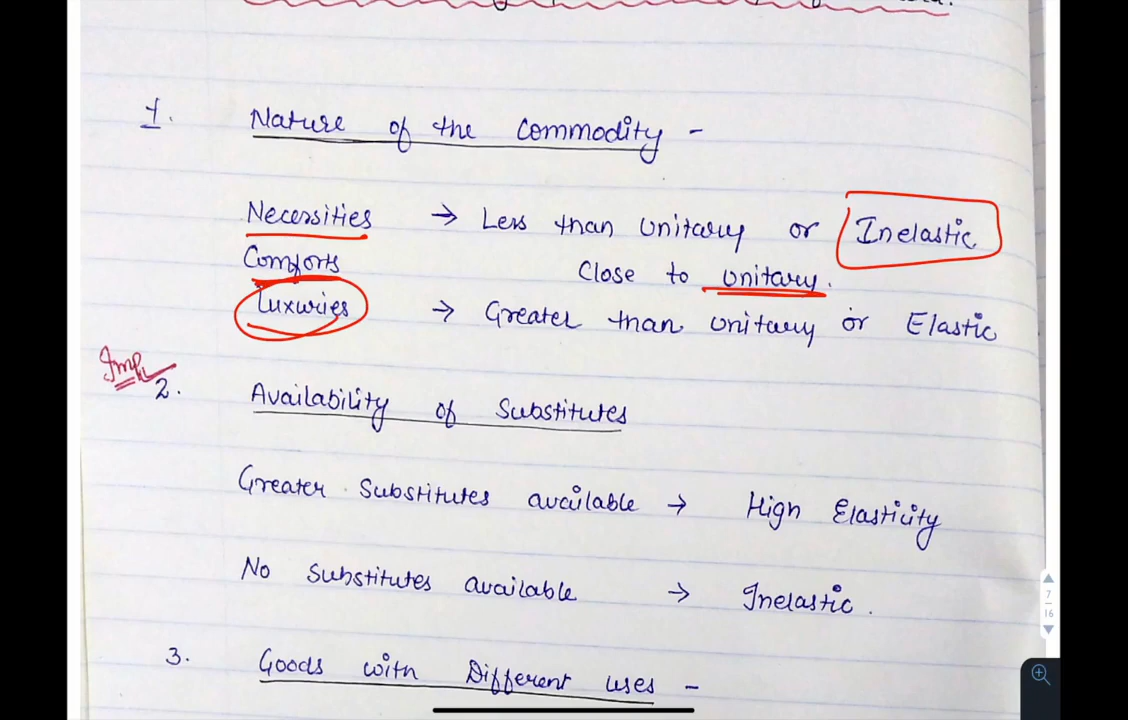 1. Nature of the Commodity -
Necessities → Less than Unitary or Inelastic
Comforts Close to Unitary.
Luxuries → Greater than Unitary or Elastic
Imp
2. Availability of Substitutes
Greater Substitutes available → High Elasticity
No Substitutes available → Inelastic.
3. Goods with Different uses -
7
16